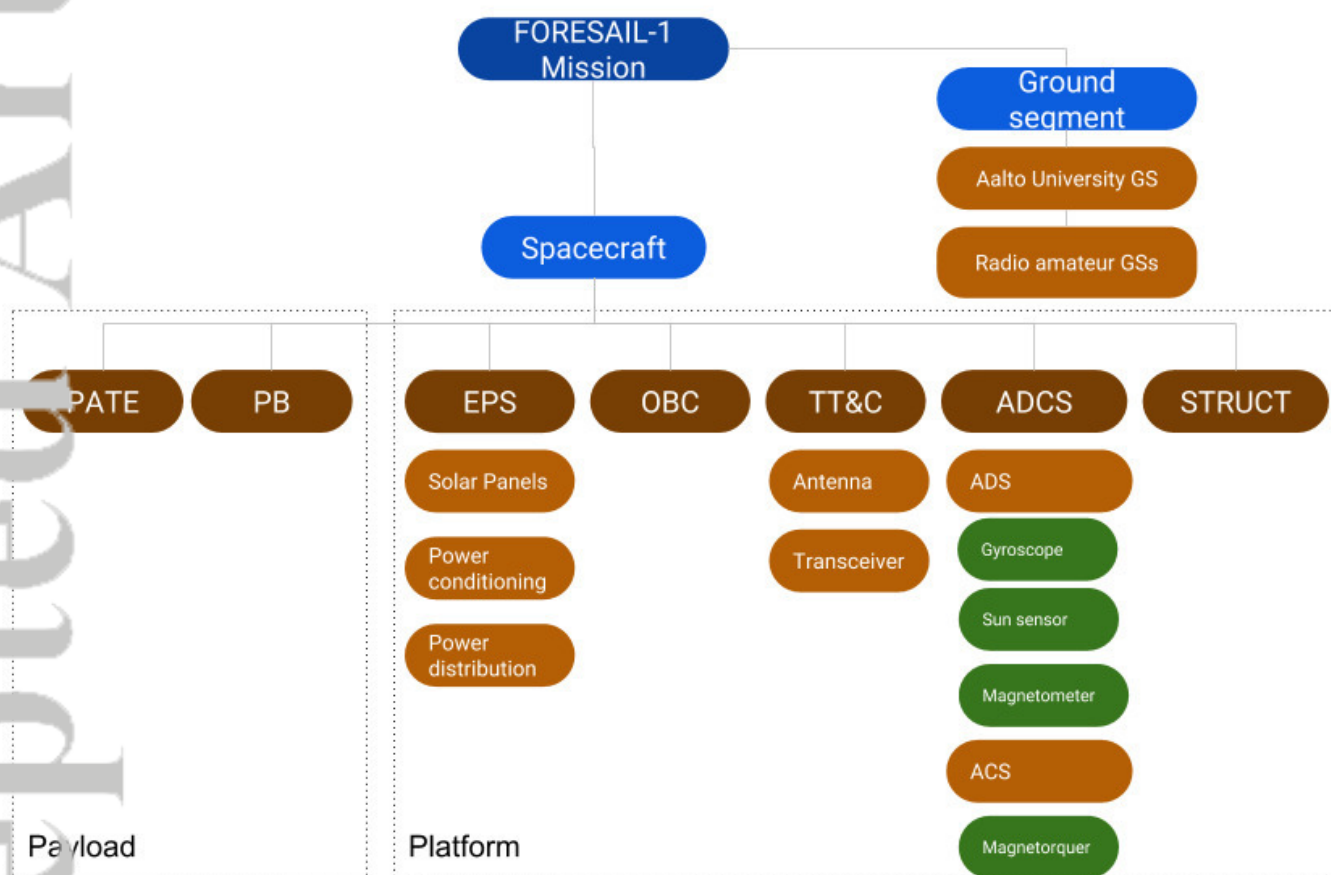 FORESAIL-1
Mission
Ground
segment
Aalto University GS
Radio amateur GSs
Spacecraft
PATE
PB
EPS
OBC
TT&C
ADCS
STRUCT
Solar Panels
Power
conditioning
Power
distribution
Antenna
Transceiver
ADS
Gyroscope
Sun sensor
Magnetometer
ACS
Magnetorquer
Payload
Platform